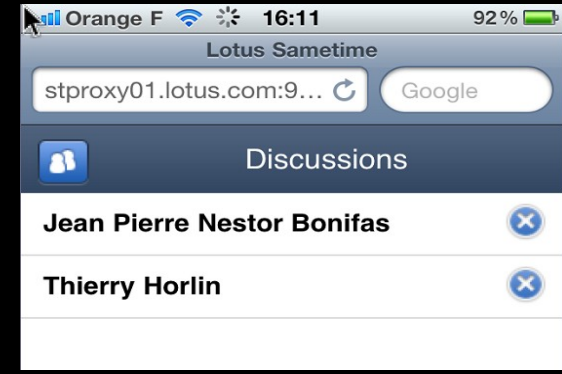 Orange F 16:11 92%
Lotus Sametime
stproxy01.lotus.com:9... Google
Discussions
Jean Pierre Nestor Bonifas
Thierry Horlin